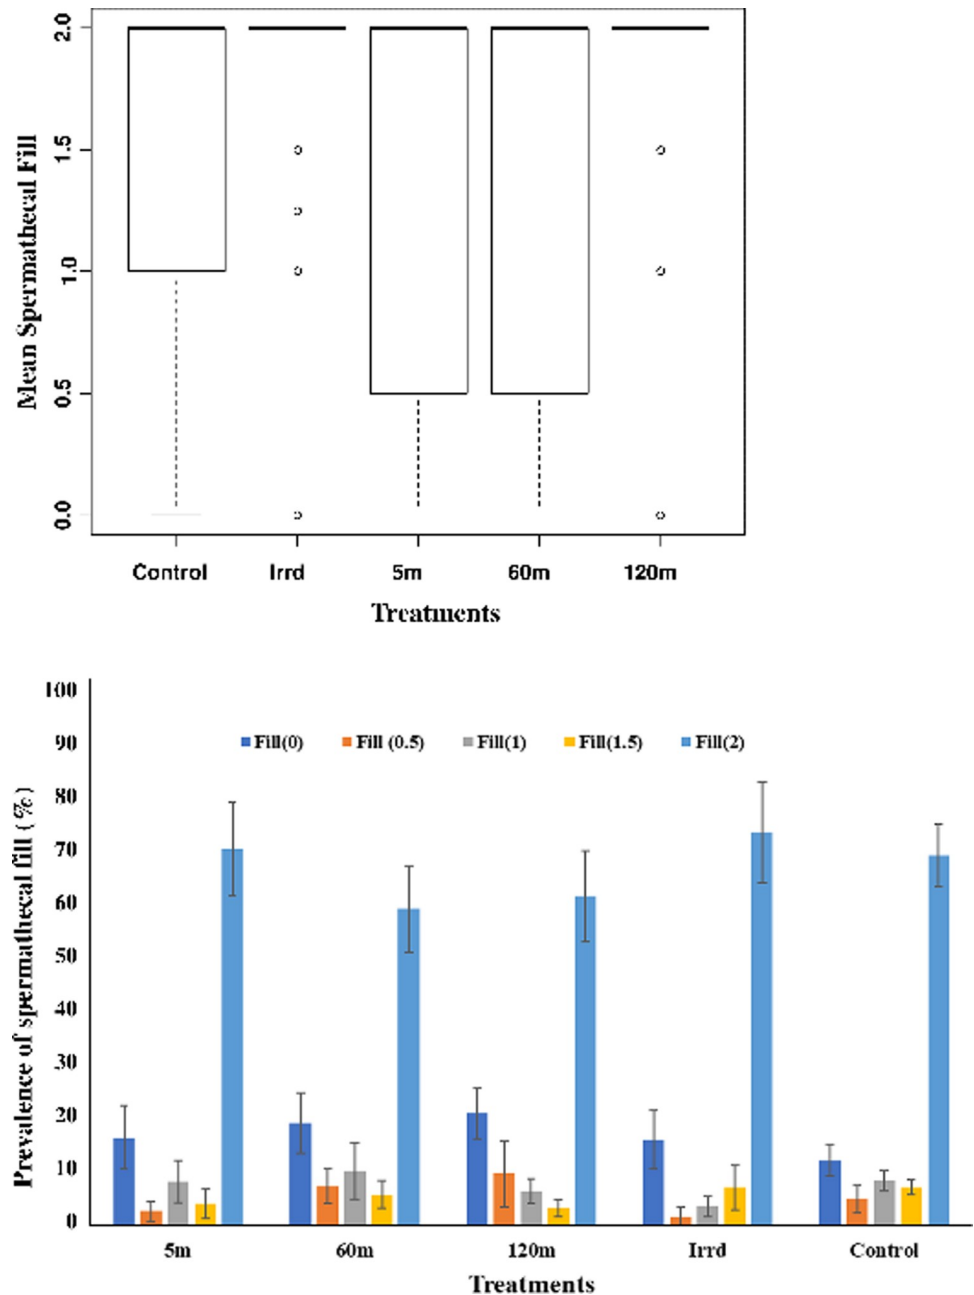 Mean Spermathecal Fill
2.0
1.5
1.0
0.5
0.0
Control Irrd 5m 60m 120m
Treatments
Prevalence of spermathecal fill (%)
100
90
80
70
60
50
40
30
20
10
0
Fill(0) Fill (0.5) Fill(1) Fill(1.5) Fill(2)
5m 60m 120m Irrd Control
Treatments